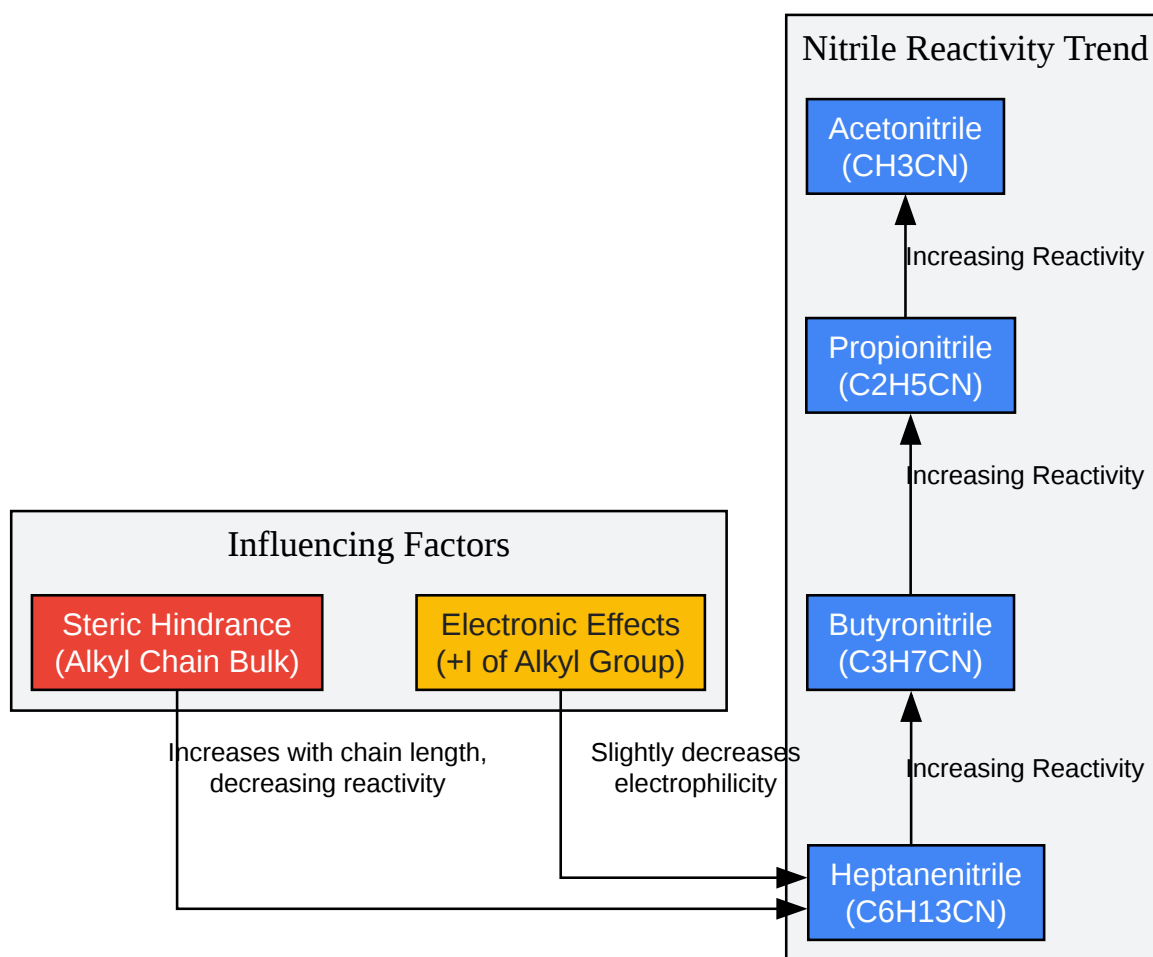 Nitrile Reactivity Trend
Acetonitrile
(CH3CN)
Increasing Reactivity
Propionitrile
(C2H5CN)
Increasing Reactivity
Influencing Factors
Steric Hindrance
(Alkyl Chain Bulk)
Electronic Effects
(+I of Alkyl Group)
Butyronitrile
(C3H7CN)
Increases with chain length,
decreasing reactivity
Slightly decreases
electrophilicity
Increasing Reactivity
Heptanenitrile
(C6H13CN)